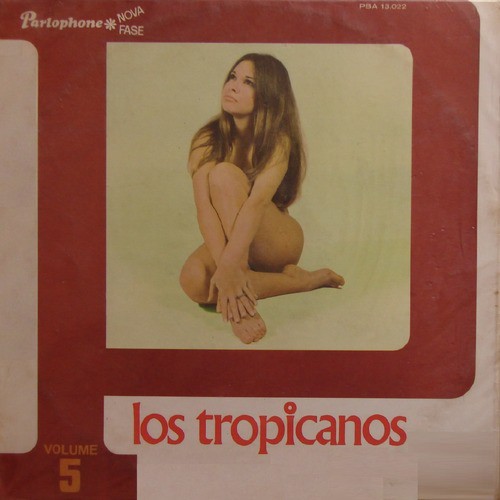 Parlophone * NOVA
FASE
PBA 13.022
los tropicanos
VOLUME
5